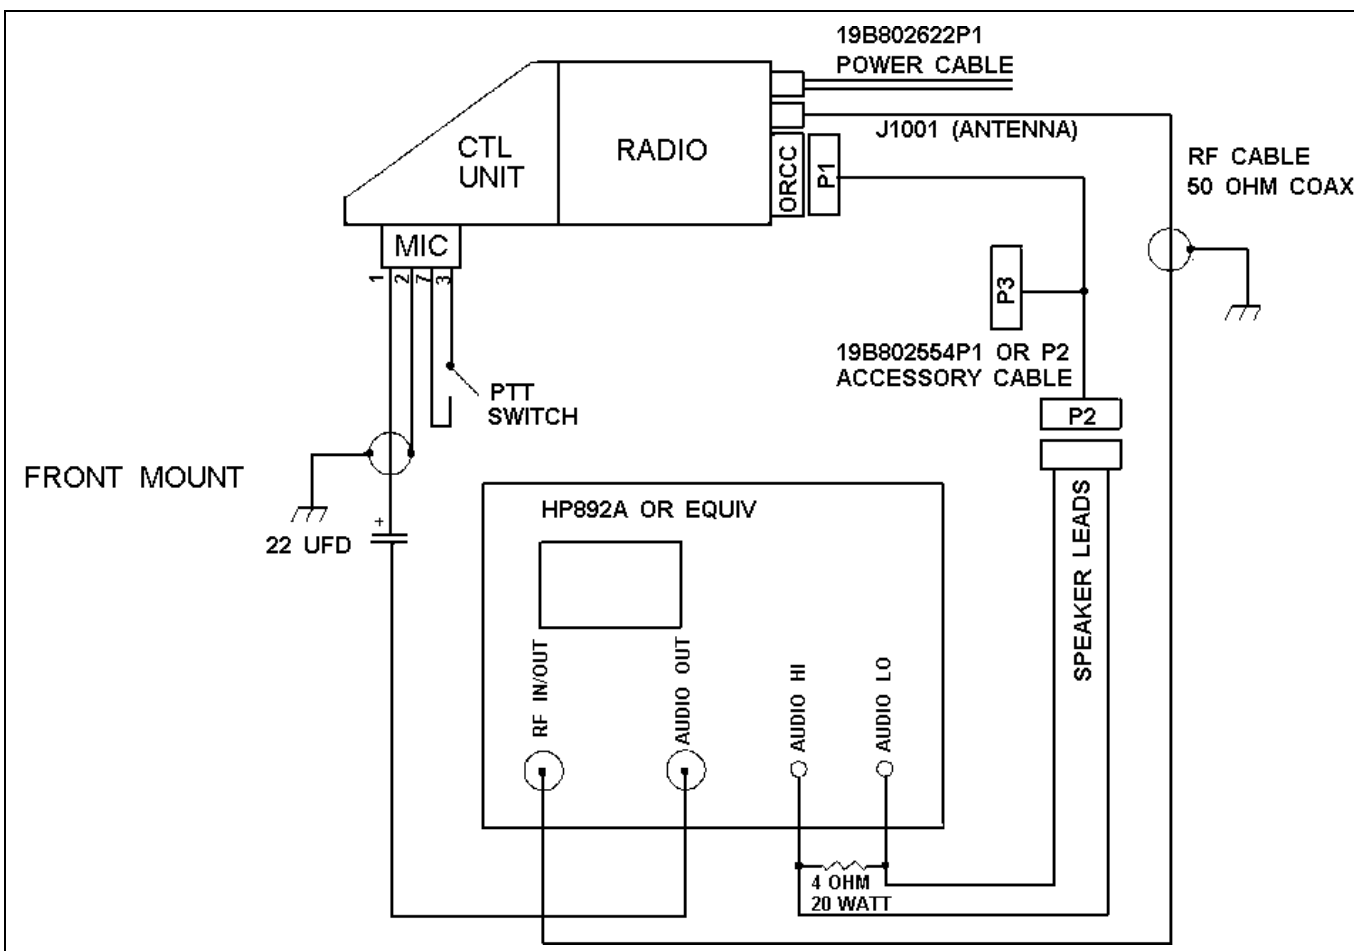 19B802622P1
POWER CABLE
J1001 (ANTENNA)
CTL
UNIT
RADIO
ORCC
P1
RF CABLE
50 OHM COAX
MIC
1
2
7
3
P3
19B802554P1 OR P2
ACCESSORY CABLE
PTT
SWITCH
P2
FRONT MOUNT
+
22 UFD
HP892A OR EQUIV
SPEAKER LEADS
RF IN/OUT
AUDIO OUT
AUDIO HI
AUDIO LO
4 OHM
20 WATT